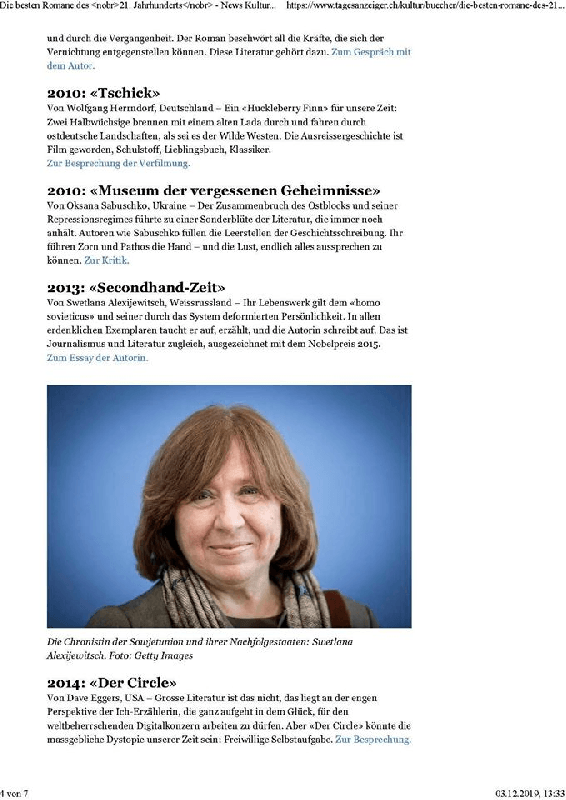 Die besten Romane des <nobr>21. Jahrhunderts</nobr> - News Kultur... https://www.tagesanzeiger.ch/kultur/buecher/die-besten-romane-des-21...
und durch die Vergangenheit. Der Roman beschwört all die Kräfte, die sich der
Vernichtung entgegenstellen können. Diese Literatur gehört dazu. Zum Gespräch mit
dem Autor.
2010: «Tschick»
Von Wolfgang Herrndorf, Deutschland – Ein «Huckleberry Finn» für unsere Zeit:
Zwei Halbwüchsige brennen mit einem alten Lada durch und fahren durch
ostdeutsche Landschaften, als sei es der Wilde Westen. Die Ausreissergeschichte ist
Film geworden, Schulstoff, Lieblingsbuch, Klassiker.
Zur Besprechung der Verfilmung.
2010: «Museum der vergessenen Geheimnisse»
Von Oksana Sabuschko, Ukraine – Der Zusammenbruch des Ostblocks und seiner
Repressionsregimes führte zu einer Sonderblüte der Literatur, die immer noch
anhält. Autoren wie Sabuschko füllen die Leerstellen der Geschichtsschreibung. Ihr
führen Zorn und Pathos die Hand – und die Lust, endlich alles aussprechen zu
können. Zur Kritik.
2013: «Secondhand-Zeit»
Von Swetlana Alexijewitsch, Weissrussland – Ihr Lebenswerk gilt dem «homo
sovieticus» und seiner durch das System deformierten Persönlichkeit. In allen
erdenklichen Exemplaren taucht er auf, erzählt, und die Autorin schreibt auf. Das ist
Journalismus und Literatur zugleich, ausgezeichnet mit dem Nobelpreis 2015.
Zum Essay der Autorin.
Die Chronistin der Sowjetunion und ihrer Nachfolgestaaten: Swetlana
Alexijewitsch. Foto: Getty Images
2014: «Der Circle»
Von Dave Eggers, USA – Grosse Literatur ist das nicht, das liegt an der engen
Perspektive der Ich-Erzählerin, die ganz aufgeht in dem Glück, für den
weltbeherrschenden Digitalkonzern arbeiten zu dürfen. Aber «Der Circle» könnte die
massgebliche Dystopie unserer Zeit sein: Freiwillige Selbstaufgabe. Zur Besprechung.
4 von 7 03.12.2019, 13:33